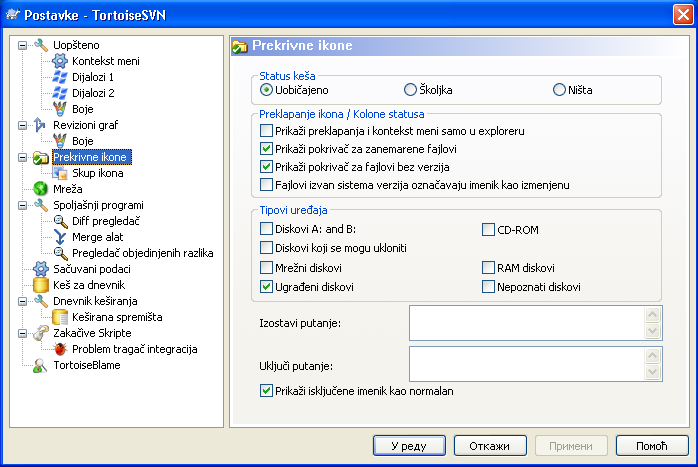 Postavke - TortoiseSVN
Uopšteno
Kontekst meni
Dijalozi 1
Dijalozi 2
Boje
Revizioni graf
Boje
Prekrivne ikone
Skup ikona
Mreža
Spoljašnji programi
Diff pregledač
Merge alat
Pregledač objedinjenih razlika
Sačuvani podaci
Keš za dnevnik
Dnevnik keširanja
Keširana spremišta
Zakačive Skripte
Problem tragač integracija
TortoiseBlame
Prekrivne ikone
Status keša
Uobičajeno Školjka Ništa
Preklapanje ikona / Kolone statusa
Prikaži preklapanja i kontekst meni samo u exploreru
Prikaži pokrivač za zanemarene fajlovi
Prikaži pokrivač za fajlovi bez verzija
Fajlovi izvan sistema verzija označavaju imenik kao izmenjenu
Tipovi uređaja
Diskovi A: and B: CD-ROM
Diskovi koji se mogu ukloniti
Mrežni diskovi RAM diskovi
Ugrađeni diskovi Nepoznati diskovi
Izostavi putanje:
Uključi putanje:
Prikaži isključene imenik kao normalan
U redu Otkaži Primeni Pomoћ